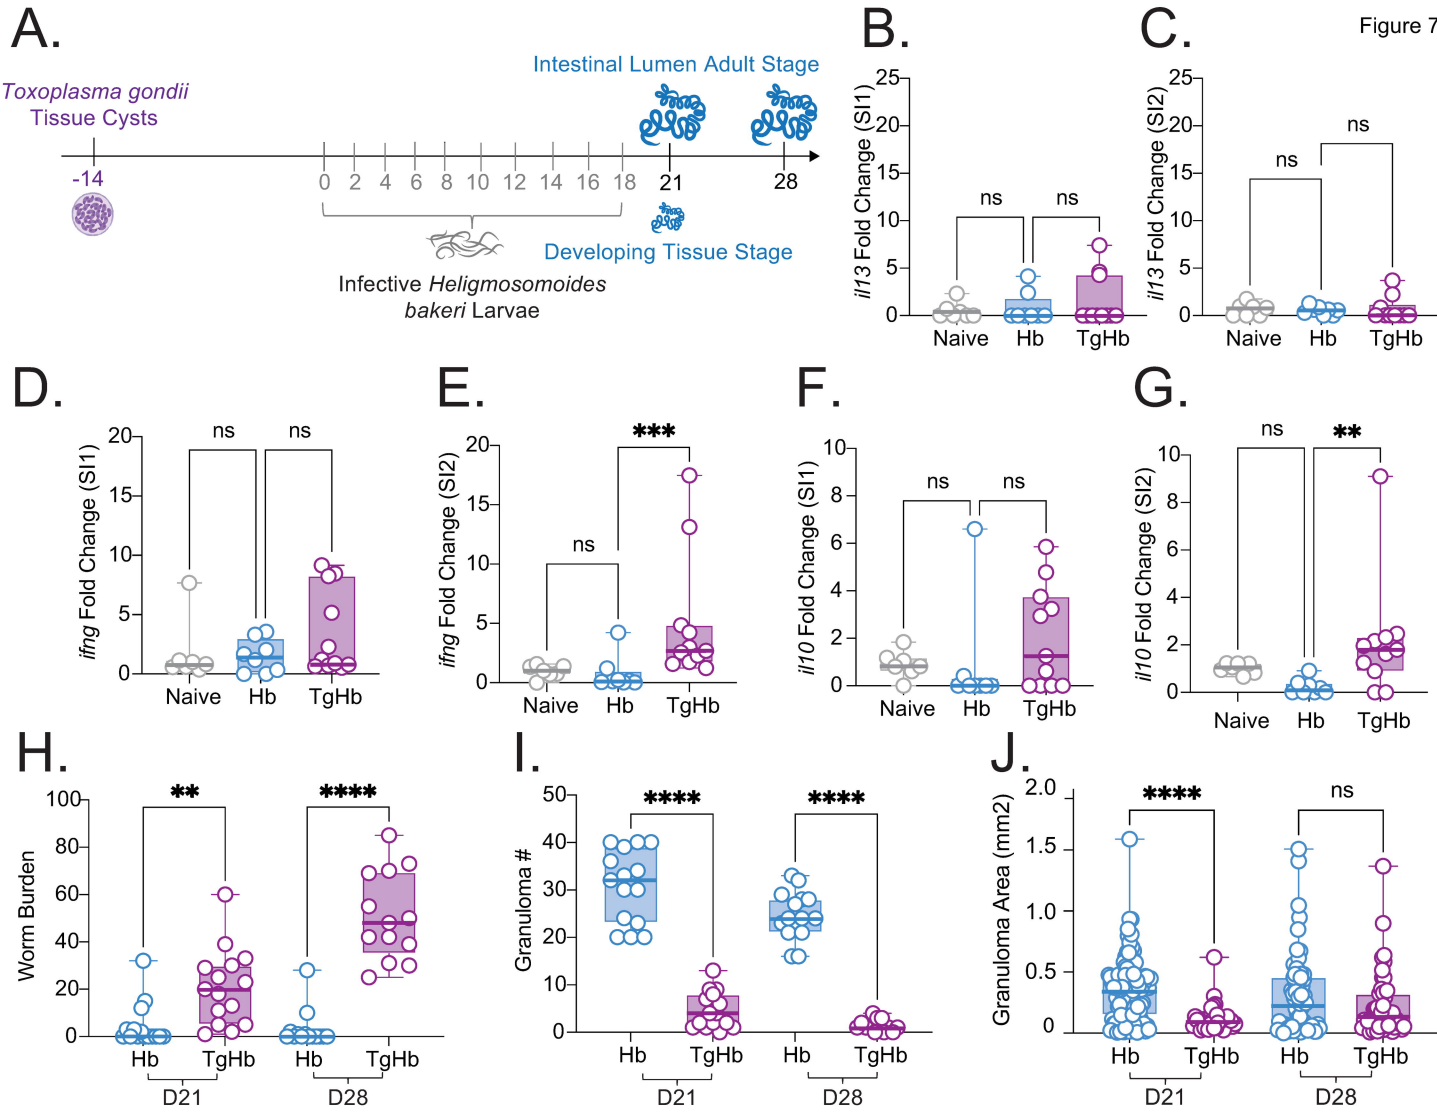 Figure 7
A.
Toxoplasma gondii
Tissue Cysts
-14
0 2 4 6 8 10 12 14 16 18 21 28
Intestinal Lumen Adult Stage
Developing Tissue Stage
Infective Heligmosomoides
bakeri Larvae
B.
il13 Fold Change (SI1)
25
20
15
10
5
0
ns ns
Naive Hb TgHb
C.
il13 Fold Change (SI2)
25
20
15
10
5
0
ns
ns
Naive Hb TgHb
D.
ifng Fold Change (SI1)
20
15
10
5
0
ns ns
Naive Hb TgHb
E.
ifng Fold Change (SI2)
20
15
10
5
0
ns
***
Naive Hb TgHb
F.
il10 Fold Change (SI1)
10
8
6
4
2
0
ns ns
Naive Hb TgHb
G.
il10 Fold Change (SI2)
10
8
6
4
2
0
ns **
Naive Hb TgHb
H.
Worm Burden
100
80
60
40
20
0
** ****
Hb TgHb Hb TgHb
D21 D28
I.
Granuloma #
50
40
30
20
10
0
**** ****
Hb TgHb Hb TgHb
D21 D28
J.
Granuloma Area (mm2)
2.0
1.5
1.0
0.5
0
**** ns
Hb TgHb Hb TgHb
D21 D28